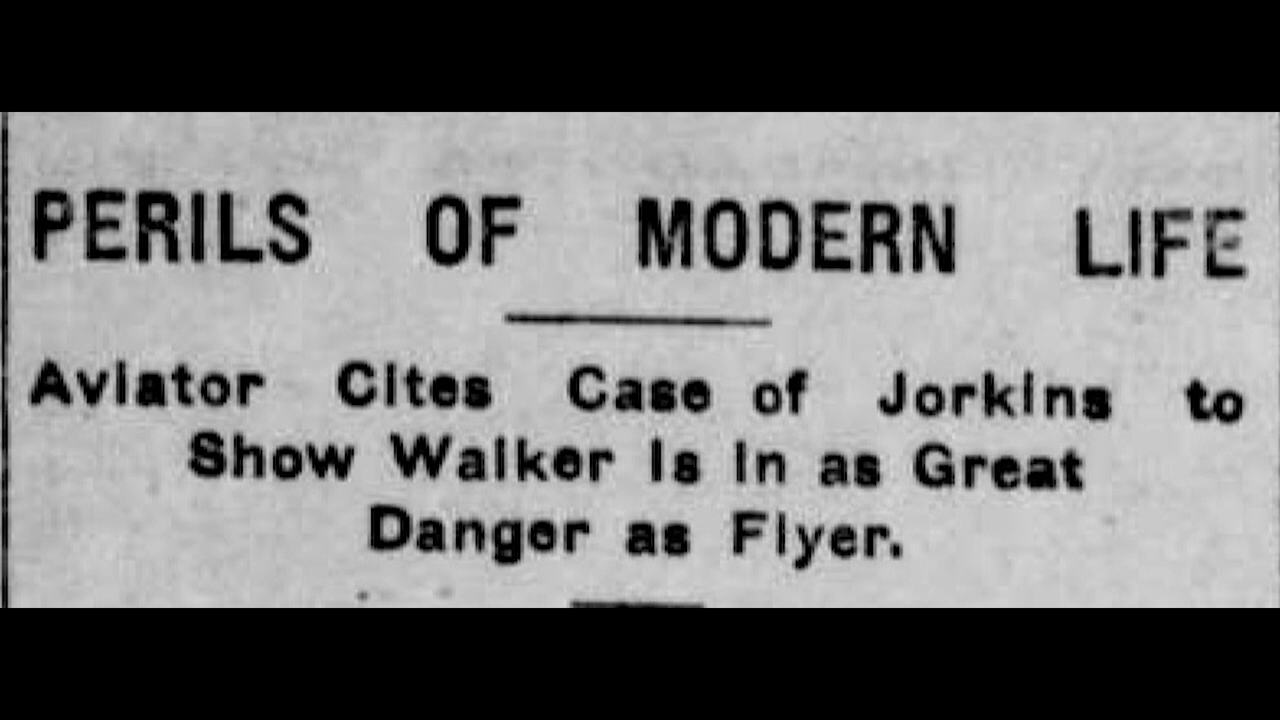 PERILS OF MODERN LIFE
Aviator Cites Case of Jorkins to
Show Walker Is in as Great
Danger as Flyer.